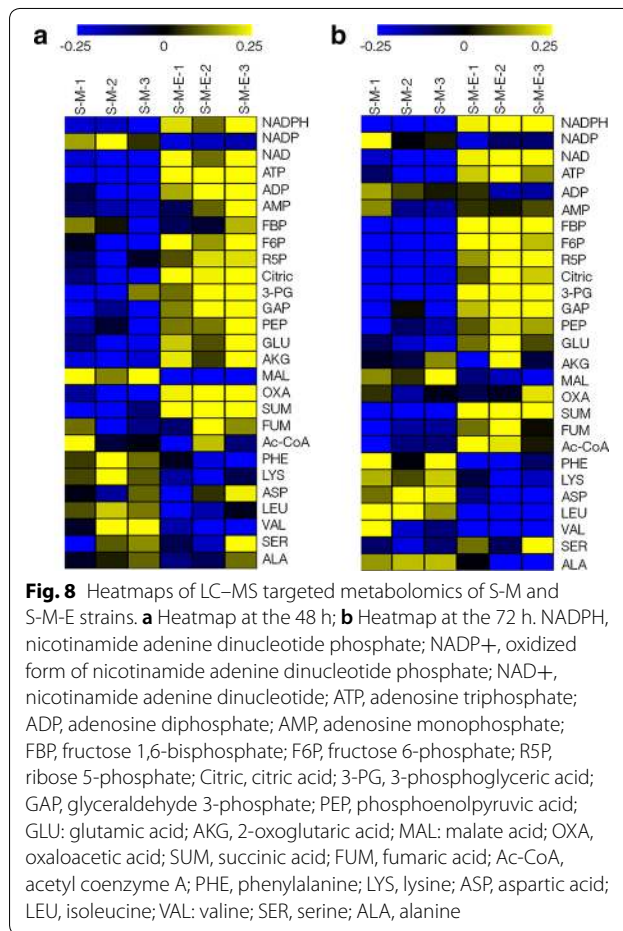 a
b
-0.25 0 0.25
-0.25 0 0.25
S-M-1 S-M-2 S-M-3 S-M-E-1 S-M-E-2 S-M-E-3
S-M-1 S-M-2 S-M-3 S-M-E-1 S-M-E-2 S-M-E-3
NADPH
NADP
NAD
ATP
ADP
AMP
FBP
F6P
R5P
Citric
3-PG
GAP
PEP
GLU
AKG
MAL
OXA
SUM
FUM
Ac-CoA
PHE
LYS
ASP
LEU
VAL
SER
ALA
NADPH
NADP
NAD
ATP
ADP
AMP
FBP
F6P
R5P
Citric
3-PG
GAP
PEP
GLU
AKG
MAL
OXA
SUM
FUM
Ac-CoA
PHE
LYS
ASP
LEU
VAL
SER
ALA
Fig. 8 Heatmaps of LC–MS targeted metabolomics of S-M and
S-M-E strains. a Heatmap at the 48 h; b Heatmap at the 72 h. NADPH,
nicotinamide adenine dinucleotide phosphate; NADP+, oxidized
form of nicotinamide adenine dinucleotide phosphate; NAD+,
nicotinamide adenine dinucleotide; ATP, adenosine triphosphate;
ADP, adenosine diphosphate; AMP, adenosine monophosphate;
FBP, fructose 1,6-bisphosphate; F6P, fructose 6-phosphate; R5P,
ribose 5-phosphate; Citric, citric acid; 3-PG, 3-phosphoglyceric acid;
GAP, glyceraldehyde 3-phosphate; PEP, phosphoenolpyruvic acid;
GLU: glutamic acid; AKG, 2-oxoglutaric acid; MAL: malate acid; OXA,
oxaloacetic acid; SUM, succinic acid; FUM, fumaric acid; Ac-CoA,
acetyl coenzyme A; PHE, phenylalanine; LYS, lysine; ASP, aspartic acid;
LEU, isoleucine; VAL: valine; SER, serine; ALA, alanine